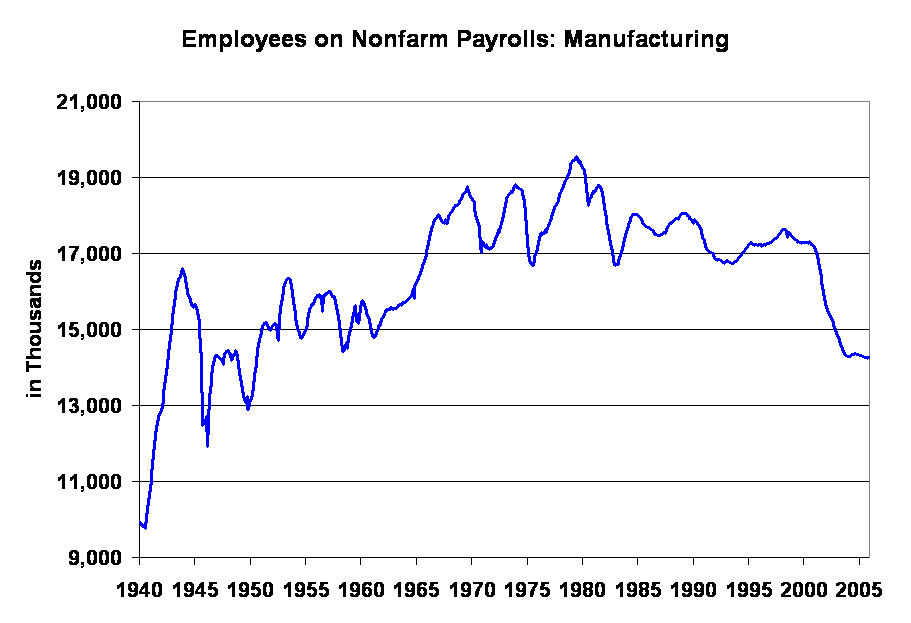 Employees on Nonfarm Payrolls: Manufacturing
21,000
19,000
17,000
15,000
13,000
11,000
9,000
in Thousands
1940 1945 1950 1955 1960 1965 1970 1975 1980 1985 1990 1995 2000 2005